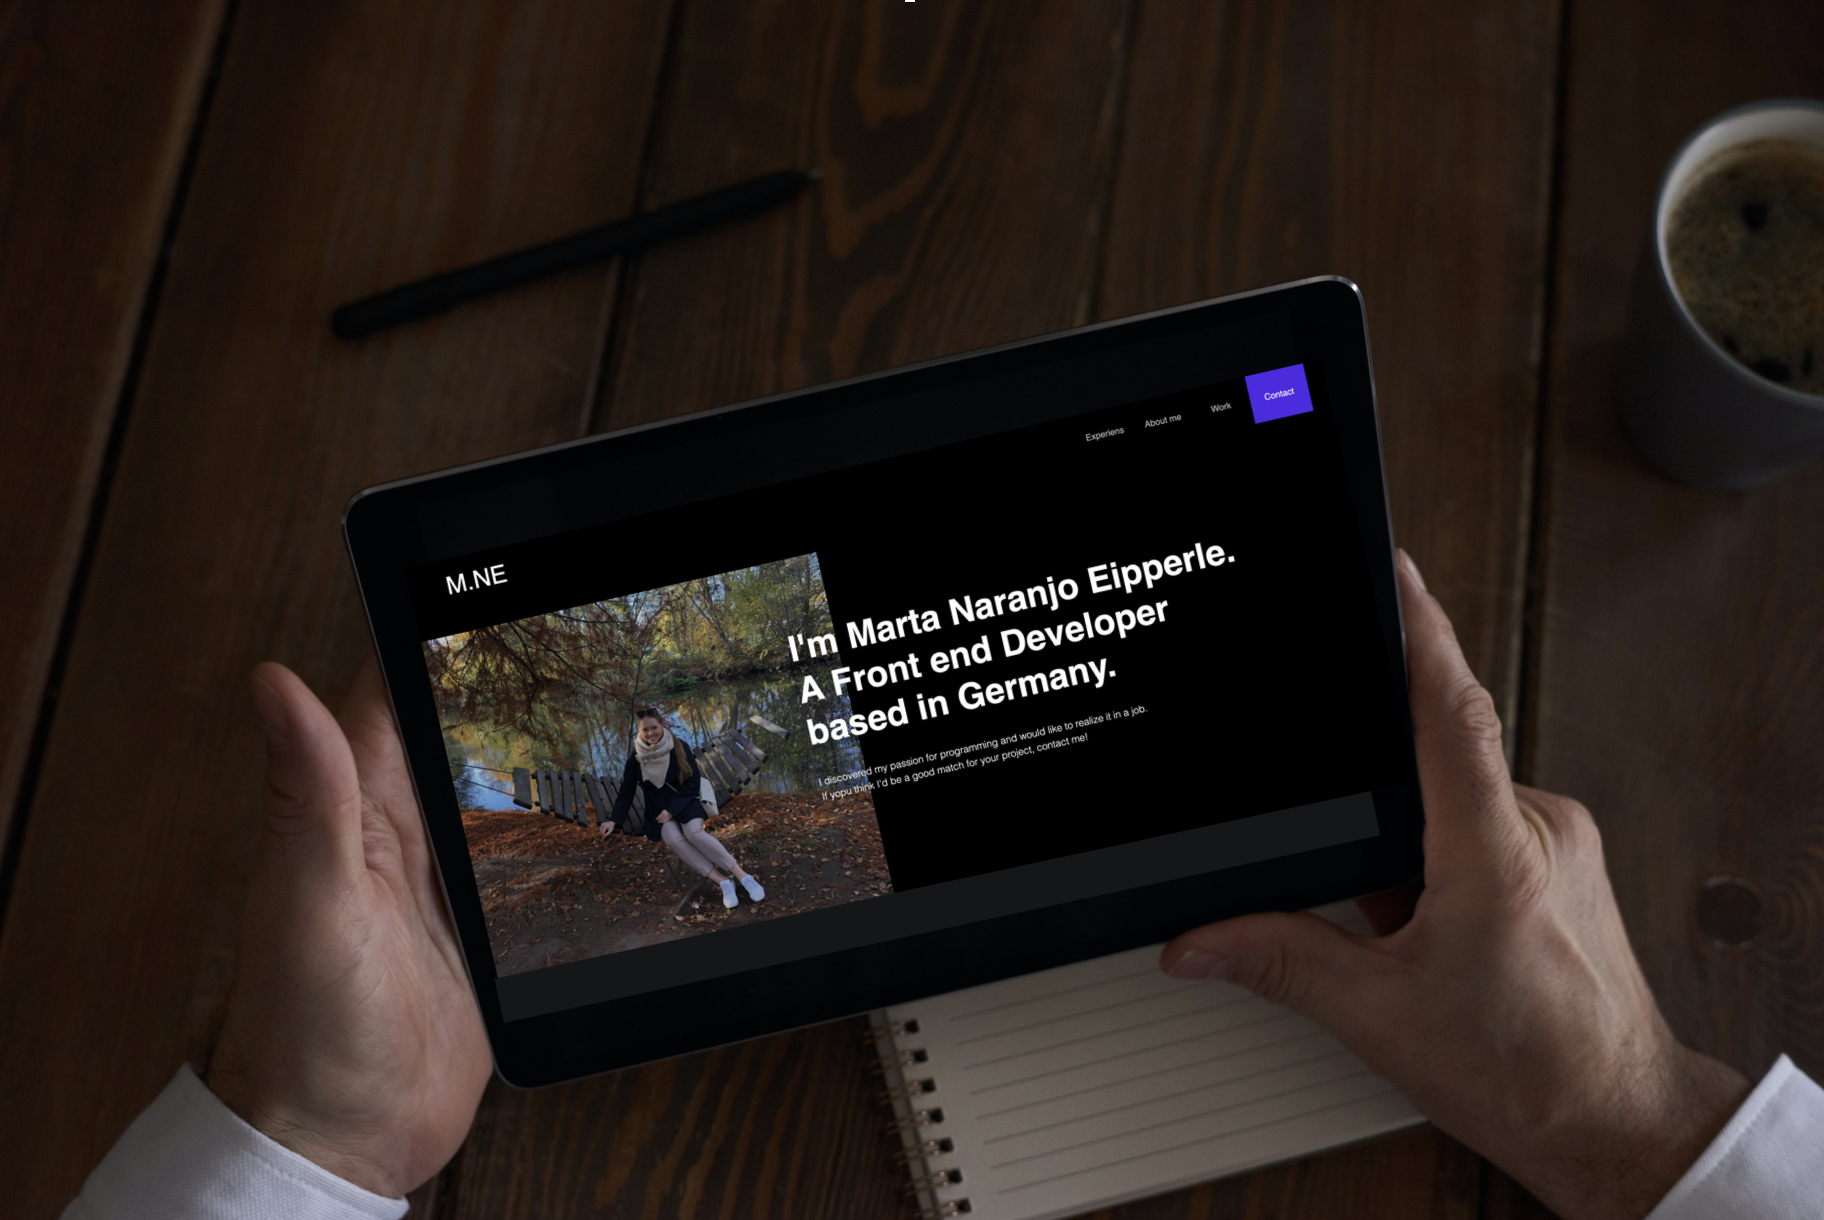 Experiens
About me
Work
Contact
M.NE
I'm Marta Naranjo Eipperle.
A Front end Developer
based in Germany.
I discovered my passion for programming and would like to realize it in a job.
If yopu think I'd be a good match for your project, contact me!